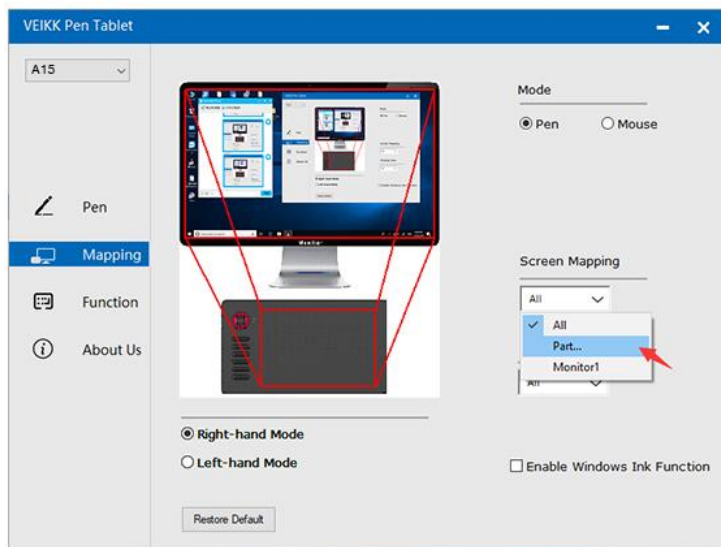 VEIKK Pen Tablet
A15
Pen
Mapping
Function
About Us
Right-hand Mode
Left-hand Mode
Restore Default
Mode
Pen
Mouse
Screen Mapping
All
All
Part...
Monitor1
All
Enable Windows Ink Function